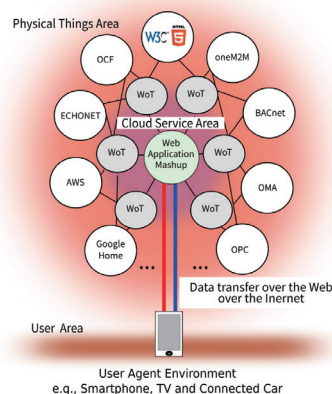 Physical Things Area
W3C
HTML
5
OCF
oneM2M
WoT
WoT
ECHONET
BACnet
Cloud Service Area
WoT
Web
Application
Mashup
WoT
AWS
OMA
WoT
WoT
Google
Home
OPC
...
...
Data transfer over the Web
over the Inernet
User Area
User Agent Environment
e.g., Smartphone, TV and Connected Car